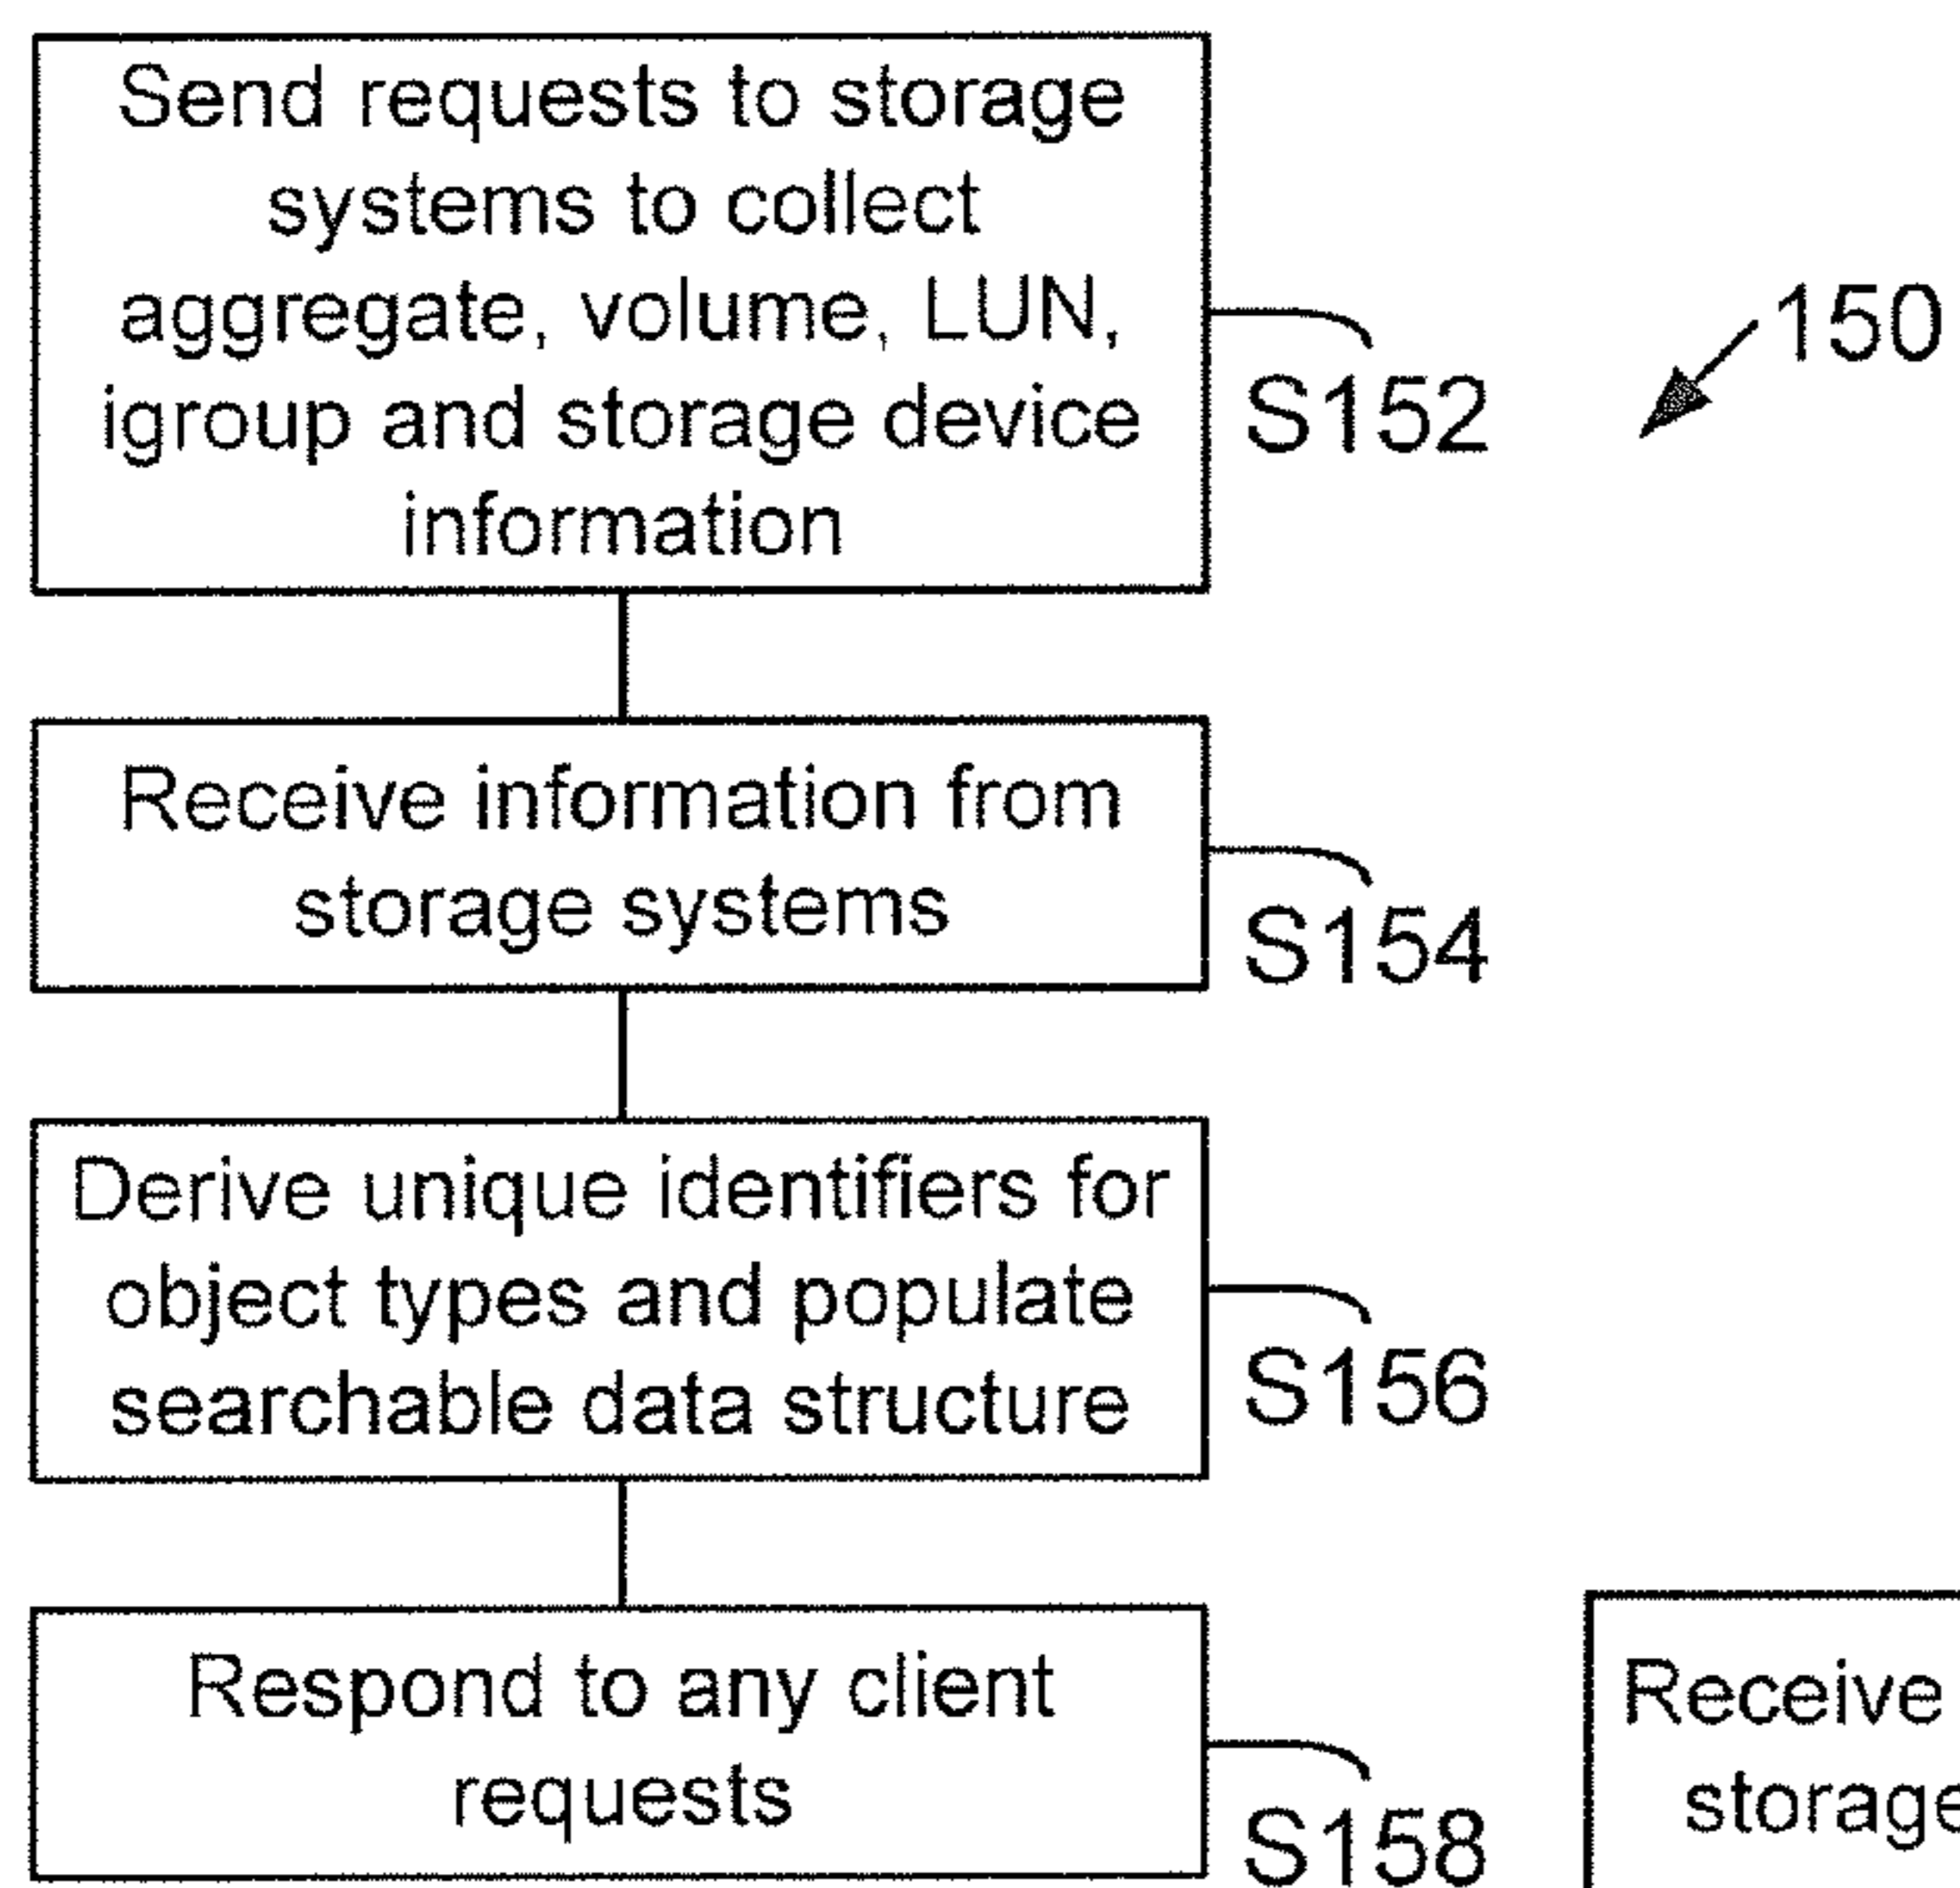 Send requests to storage
systems to collect
aggregate, volume, LUN,
igroup and storage device
information
S152
150
Receive information from
storage systems
S154
Derive unique identifiers for
object types and populate
searchable data structure
S156
Respond to any client
requests
S158
Receive
storage